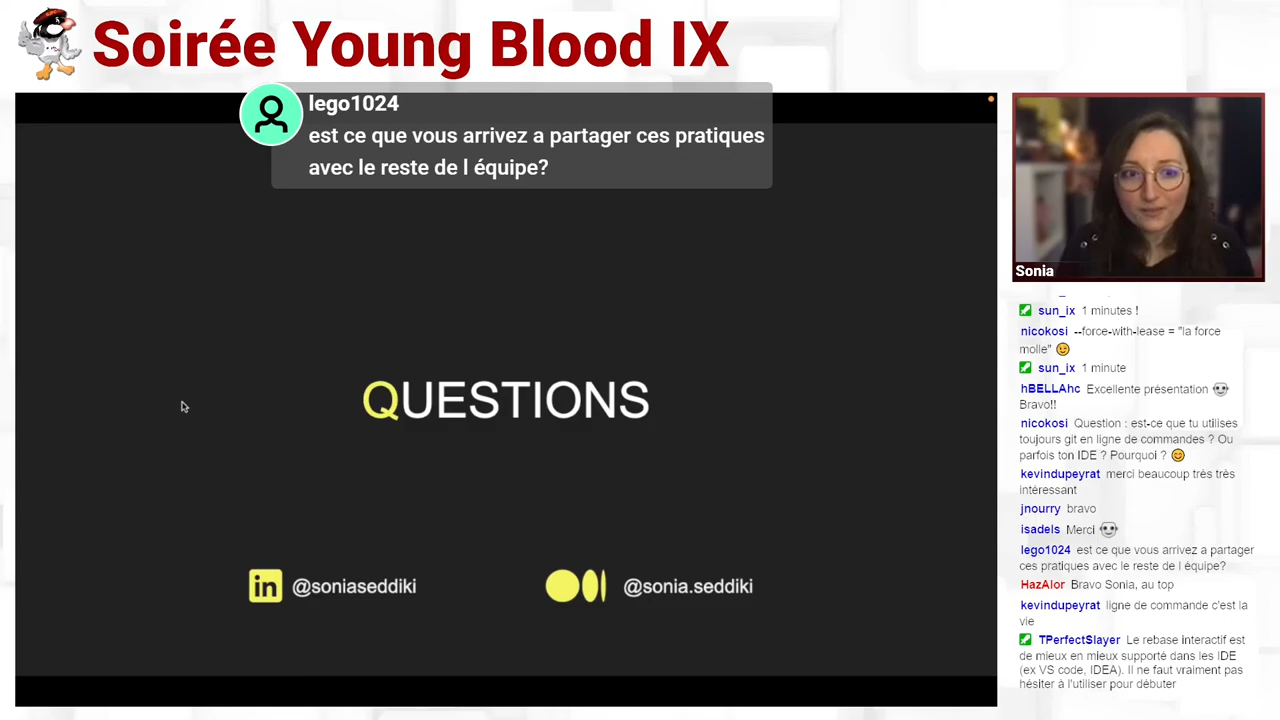 Soirée Young Blood IX
lego1024
est ce que vous arrivez a partager ces pratiques
avec le reste de l équipe?
QUESTIONS
in @soniaseddiki
@sonia.seddiki
Sonia
sun_ix 1 minutes !
nicokosi --force-with-lease = "la force
molle"
sun_ix 1 minute
hBELLAhc Excellente présentation
Bravo!!
nicokosi Question : est-ce que tu utilises
toujours git en ligne de commandes ? Ou
parfois ton IDE ? Pourquoi ?
kevindupeyrat merci beaucoup très très
intéressant
jnourry bravo
isadels Merci
lego1024 est ce que vous arrivez a partager
ces pratiques avec le reste de l équipe?
HazAlor Bravo Sonia, au top
kevindupeyrat ligne de commande c'est la
vie
TPerfectSlayer Le rebase interactif est
de mieux en mieux supporté dans les IDE
(ex VS code, IDEA). Il ne faut vraiment pas
hésiter à l'utiliser pour débuter